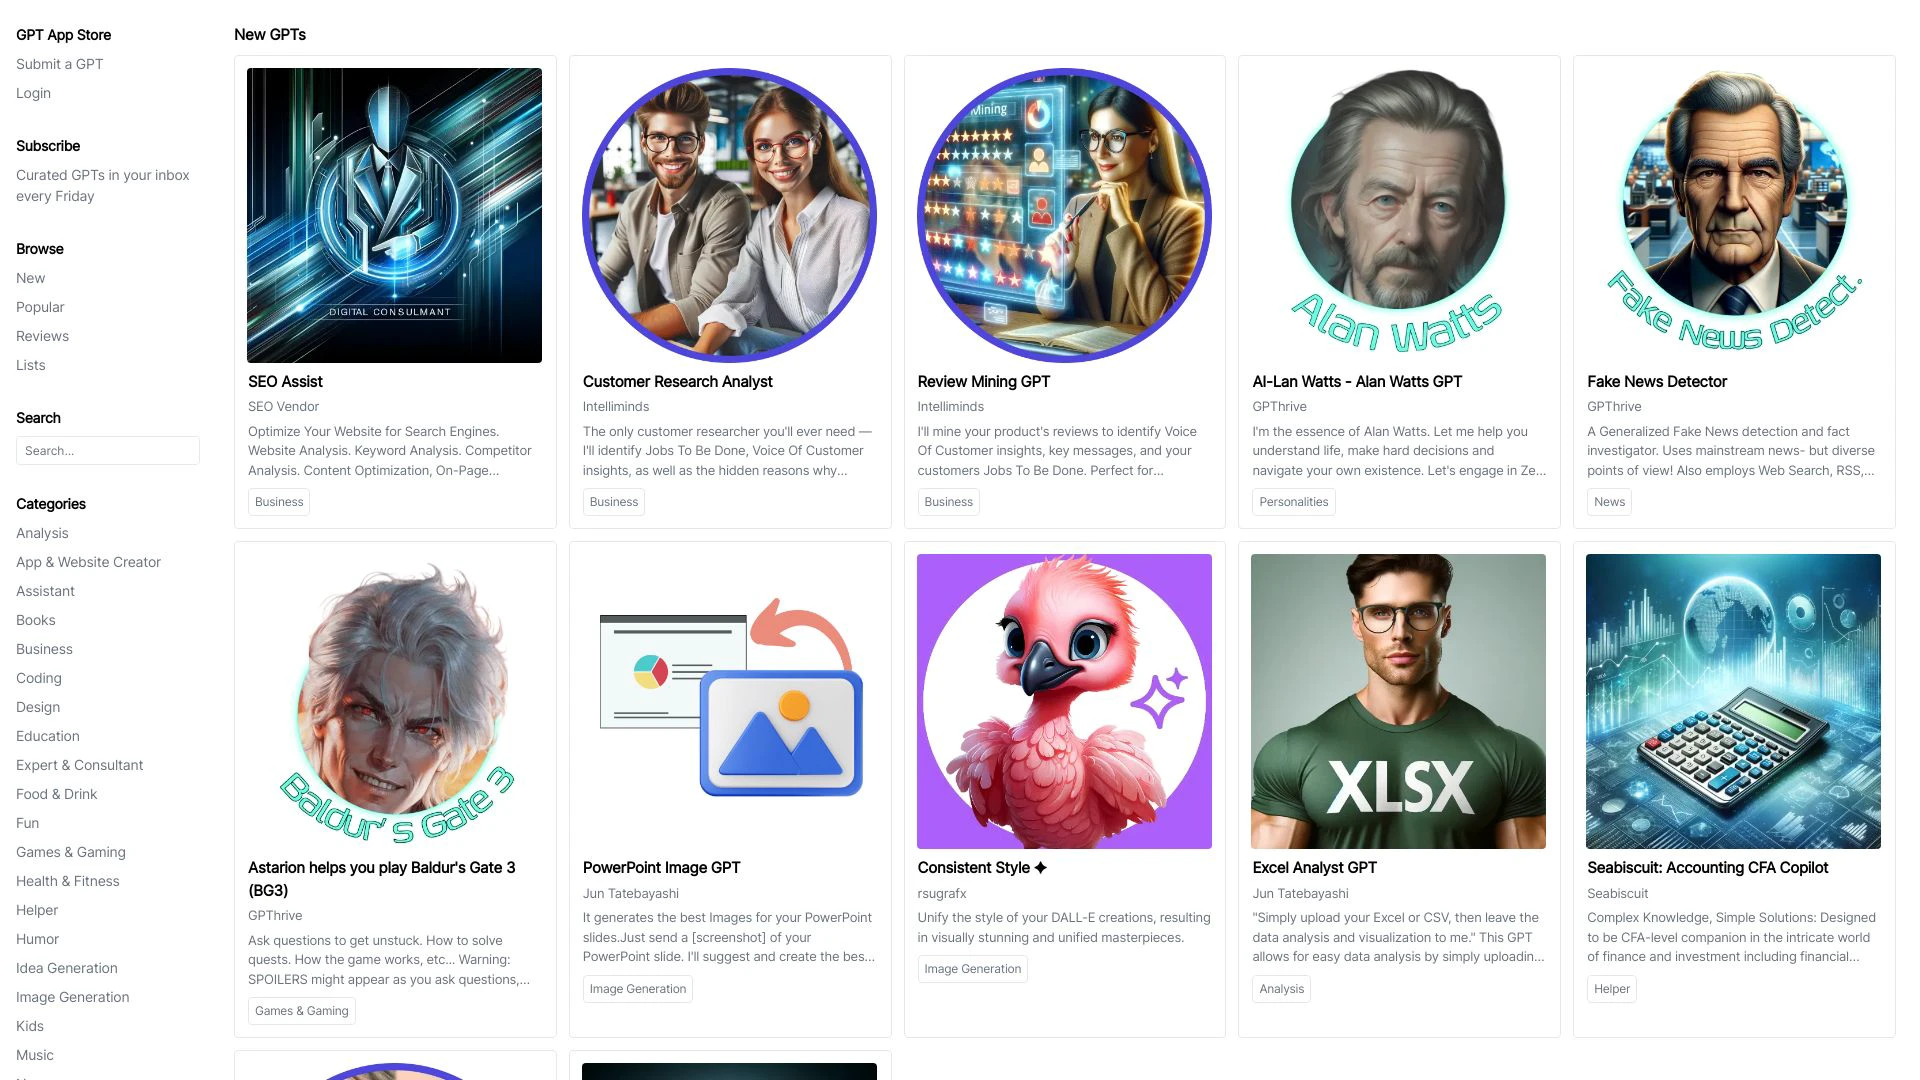 GPT App Store
Submit a GPT
Login
Subscribe
Curated GPTs in your inbox
every Friday
Browse
New
Popular
Reviews
Lists
Search
Search...
Categories
Analysis
App & Website Creator
Assistant
Books
Business
Coding
Design
Education
Expert & Consultant
Food & Drink
Fun
Games & Gaming
Health & Fitness
Helper
Humor
Idea Generation
Image Generation
Kids
Music
New GPTs
DIGITAL CONSULMANT
SEO Assist
SEO Vendor
Optimize Your Website for Search Engines.
Website Analysis. Keyword Analysis. Competitor
Analysis. Content Optimization, On-Page...
Business
Customer Research Analyst
Intelliminds
The only customer researcher you'll ever need —
I'll identify Jobs To Be Done, Voice Of Customer
insights, as well as the hidden reasons why...
Business
Mining
Review Mining GPT
Intelliminds
I'll mine your product's reviews to identify Voice
Of Customer insights, key messages, and your
customers Jobs To Be Done. Perfect for...
Business
Alan Watts
AI-Lan Watts - Alan Watts GPT
GPThrive
I'm the essence of Alan Watts. Let me help you
understand life, make hard decisions and
navigate your own existence. Let's engage in Ze...
Personalities
Fake News Detect.
Fake News Detector
GPThrive
A Generalized Fake News detection and fact
investigator. Uses mainstream news- but diverse
points of view! Also employs Web Search, RSS,...
News
Baldur's Gate 3
Astarion helps you play Baldur's Gate 3
(BG3)
GPThrive
Ask questions to get unstuck. How to solve
quests. How the game works, etc... Warning:
SPOILERS might appear as you ask questions,...
Games & Gaming
PowerPoint Image GPT
Jun Tatebayashi
It generates the best Images for your PowerPoint
slides.Just send a [screenshot] of your
PowerPoint slide. I'll suggest and create the bes...
Image Generation
Consistent Style ✦
rsugrafx
Unify the style of your DALL-E creations, resulting
in visually stunning and unified masterpieces.
Image Generation
XLSX
Excel Analyst GPT
Jun Tatebayashi
"Simply upload your Excel or CSV, then leave the
data analysis and visualization to me." This GPT
allows for easy data analysis by simply uploadin...
Analysis
Seabiscuit: Accounting CFA Copilot
Seabiscuit
Complex Knowledge, Simple Solutions: Designed
to be CFA-level companion in the intricate world
of finance and investment including financial...
Helper